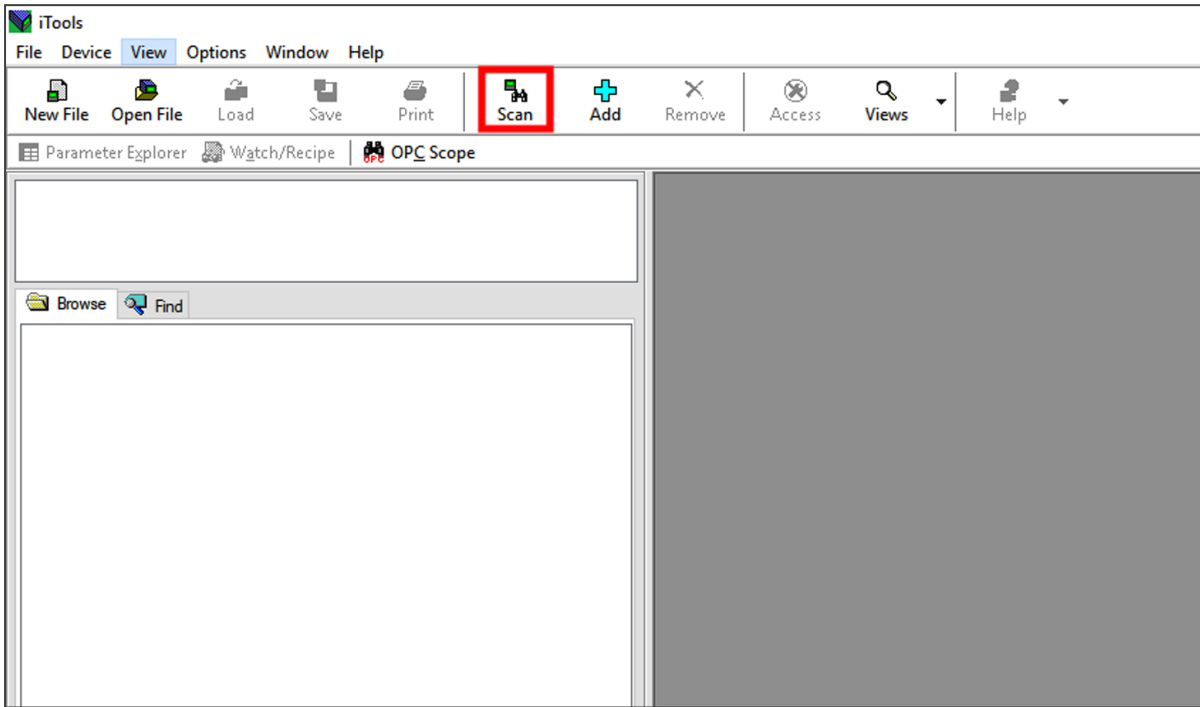 iTools
File Device View Options Window Help
New File Open File Load Save Print Scan Add Remove Access Views Help
Parameter Explorer Watch/Recipe OPC OPC Scope
Browse Find